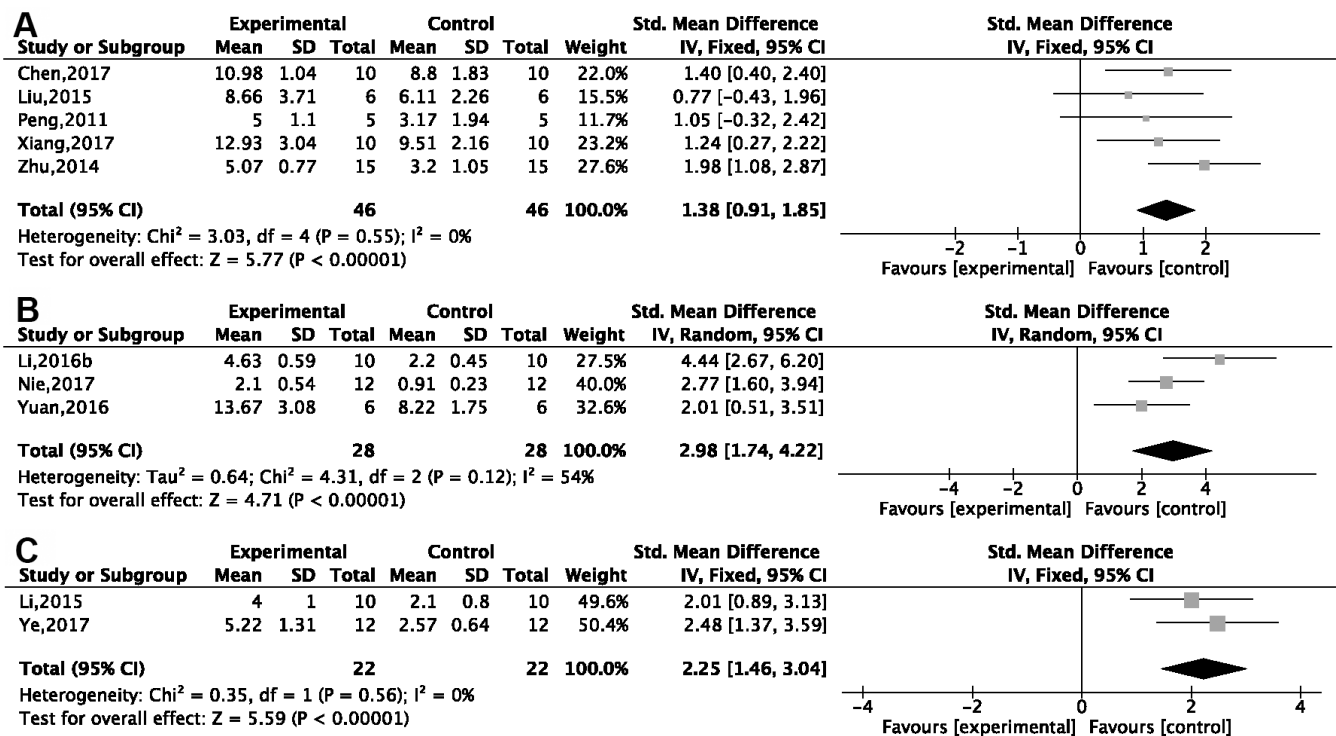 A
Experimental Control Std. Mean Difference Std. Mean Difference
Study or Subgroup Mean SD Total Mean SD Total Weight IV, Fixed, 95% CI IV, Fixed, 95% CI
Chen,2017 10.98 1.04 10 8.8 1.83 10 22.0% 1.40 [0.40, 2.40]
Liu,2015 8.66 3.71 6 6.11 2.26 6 15.5% 0.77 [−0.43, 1.96]
Peng,2011 5 1.1 5 3.17 1.94 5 11.7% 1.05 [−0.32, 2.42]
Xiang,2017 12.93 3.04 10 9.51 2.16 10 23.2% 1.24 [0.27, 2.22]
Zhu,2014 5.07 0.77 15 3.2 1.05 15 27.6% 1.98 [1.08, 2.87]
Total (95% CI) 46 46 100.0% 1.38 [0.91, 1.85]
Heterogeneity: Chi² = 3.03, df = 4 (P = 0.55); I² = 0%
Test for overall effect: Z = 5.77 (P < 0.00001)
−2 −1 0 1 2
Favours [experimental] Favours [control]
B
Experimental Control Std. Mean Difference Std. Mean Difference
Study or Subgroup Mean SD Total Mean SD Total Weight IV, Random, 95% CI IV, Random, 95% CI
Li,2016b 4.63 0.59 10 2.2 0.45 10 27.5% 4.44 [2.67, 6.20]
Nie,2017 2.1 0.54 12 0.91 0.23 12 40.0% 2.77 [1.60, 3.94]
Yuan,2016 13.67 3.08 6 8.22 1.75 6 32.6% 2.01 [0.51, 3.51]
Total (95% CI) 28 28 100.0% 2.98 [1.74, 4.22]
Heterogeneity: Tau² = 0.64; Chi² = 4.31, df = 2 (P = 0.12); I² = 54%
Test for overall effect: Z = 4.71 (P < 0.00001)
−4 −2 0 2 4
Favours [experimental] Favours [control]
C
Experimental Control Std. Mean Difference Std. Mean Difference
Study or Subgroup Mean SD Total Mean SD Total Weight IV, Fixed, 95% CI IV, Fixed, 95% CI
Li,2015 4 1 10 2.1 0.8 10 49.6% 2.01 [0.89, 3.13]
Ye,2017 5.22 1.31 12 2.57 0.64 12 50.4% 2.48 [1.37, 3.59]
Total (95% CI) 22 22 100.0% 2.25 [1.46, 3.04]
Heterogeneity: Chi² = 0.35, df = 1 (P = 0.56); I² = 0%
Test for overall effect: Z = 5.59 (P < 0.00001)
−4 −2 0 2 4
Favours [experimental] Favours [control]